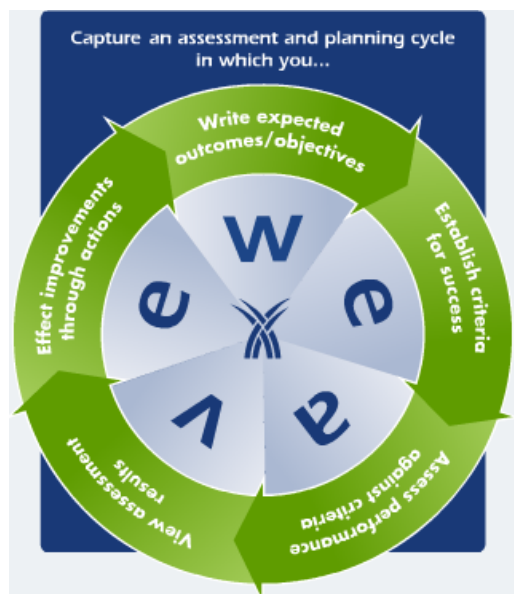 Capture an assessment and planning cycle
in which you...
Write expected
outcomes/objectives
Establish criteria
for success
Assess performance
against criteria
View assessment
results
Effect improvements
through actions
w
e
a
v
e